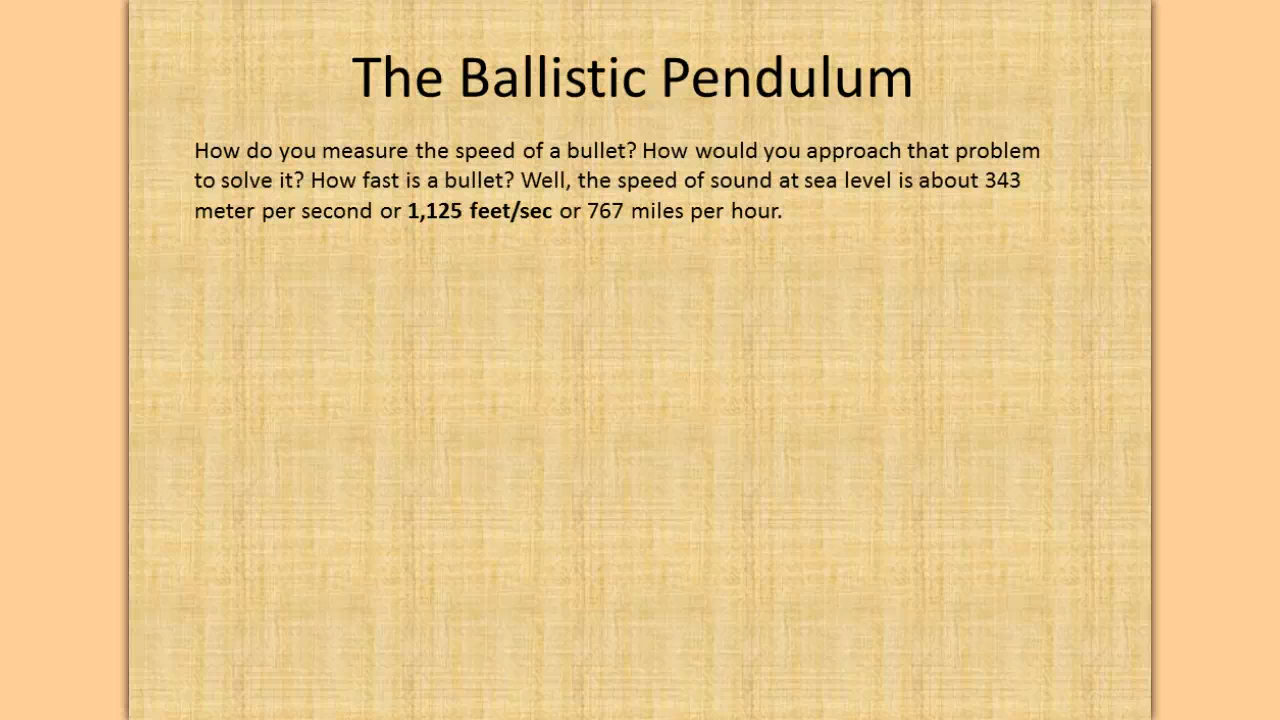 The Ballistic Pendulum
How do you measure the speed of a bullet? How would you approach that problem
to solve it? How fast is a bullet? Well, the speed of sound at sea level is about 343
meter per second or 1,125 feet/sec or 767 miles per hour.